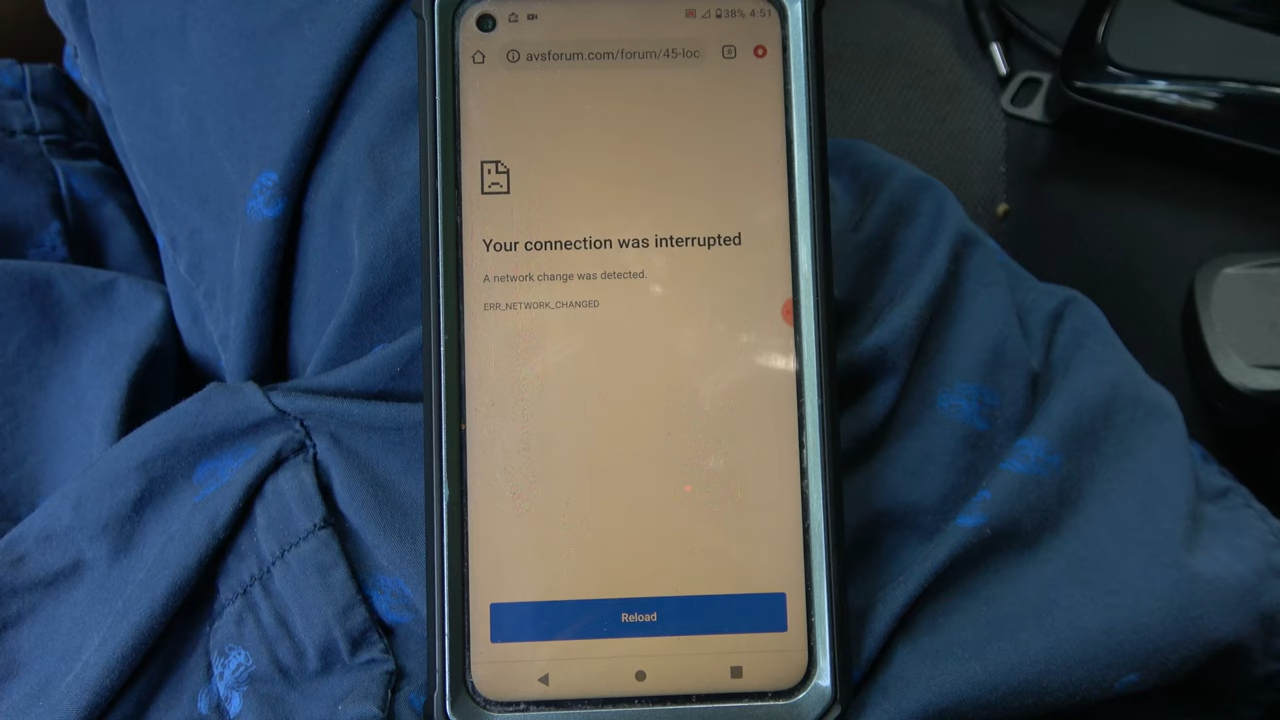 38% 4:51
avsforum.com/forum/45-loc
Your connection was interrupted
A network change was detected.
ERR_NETWORK_CHANGED
Reload